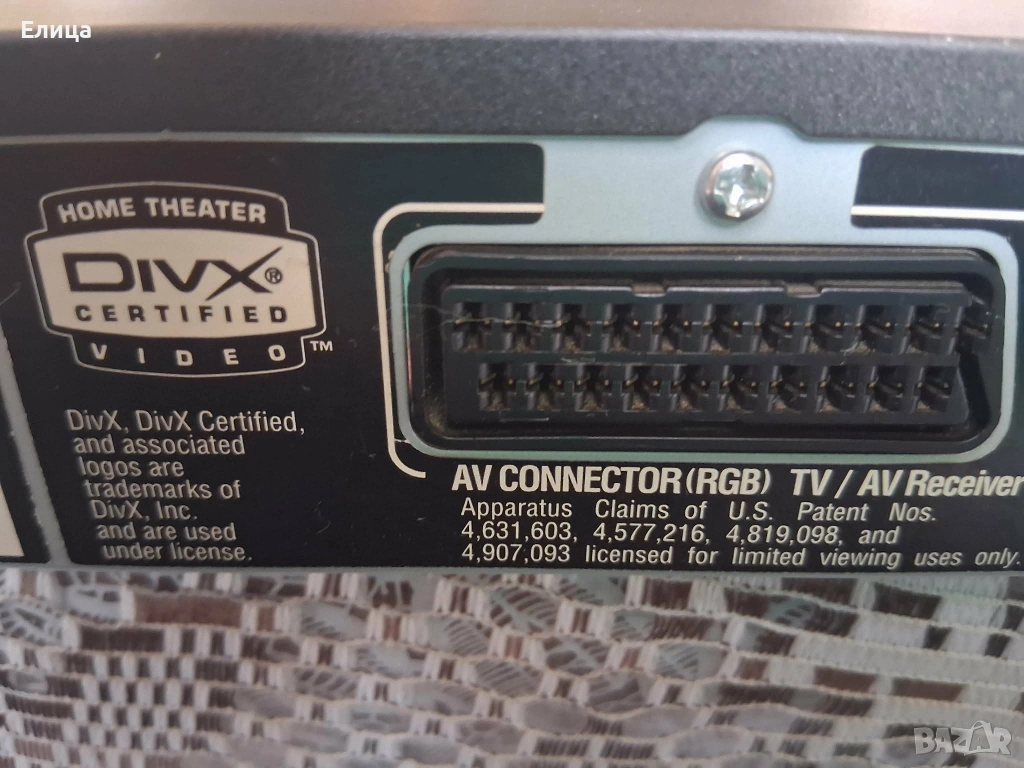 Елица
HOME THEATER
DIVX®
CERTIFIED
VIDEO™
DivX, DivX Certified,
and associated
logos are
trademarks of
DivX, Inc.
and are used
under license.
AV CONNECTOR(RGB) TV / AV Receiver
Apparatus Claims of U.S. Patent Nos.
4,631,603, 4,577,216, 4,819,098, and
4,907,093 licensed for limited viewing uses only.
BAZAR